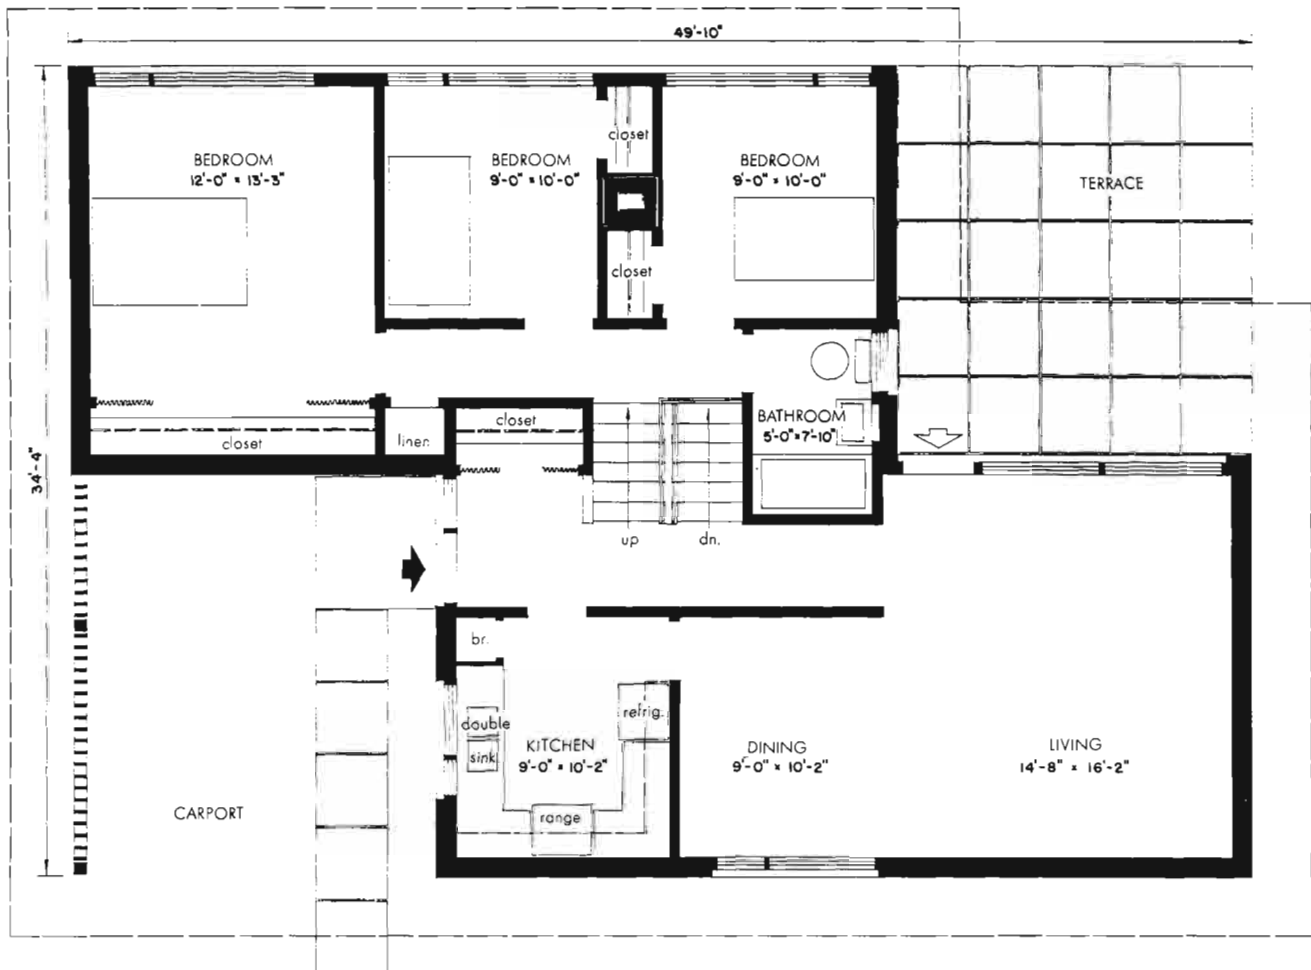 49'-10"
closet
BEDROOM
12'-0" x 13'-3"
BEDROOM
9'-0" x 10'-0"
BEDROOM
9'-0" x 10'-0"
TERRACE
closet
34'-4"
closet
linen
closet
BATHROOM
5'-0" x 7'-10"
up
dn.
br.
refrig.
double
sink
KITCHEN
9'-0" x 10'-2"
DINING
9'-0" x 10'-2"
LIVING
14'-8" x 16'-2"
CARPORT
range